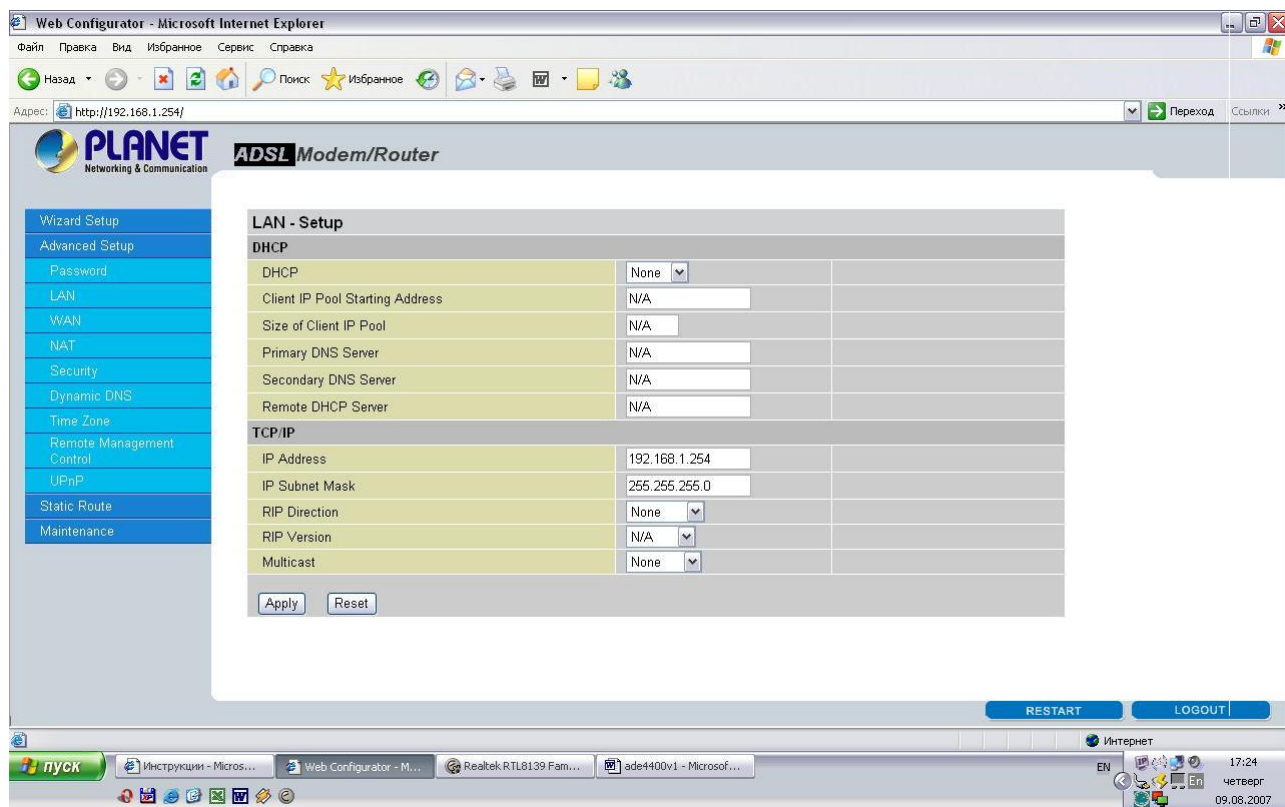 Web Configurator - Microsoft Internet Explorer
Файл Правка Вид Избранное Сервис Справка
Назад Поиск Избранное
Адрес: http://192.168.1.254/ Переход Ссылки »
PLANET
Networking & Communication
ADSL Modem/Router
Wizard Setup
Advanced Setup
Password
LAN
WAN
NAT
Security
Dynamic DNS
Time Zone
Remote Management
Control
UPnP
Static Route
Maintenance
LAN - Setup
DHCP
DHCP None
Client IP Pool Starting Address N/A
Size of Client IP Pool N/A
Primary DNS Server N/A
Secondary DNS Server N/A
Remote DHCP Server N/A
TCP/IP
IP Address 192.168.1.254
IP Subnet Mask 255.255.255.0
RIP Direction None
RIP Version N/A
Multicast None
Apply Reset
RESTART LOGOUT
Интернет
пуск Инструкции - Micros... Web Configurator - M... Realtek RTL8139 Fam... ade4400v1 - Microsof... EN 17:24
En четверг
09.08.2007